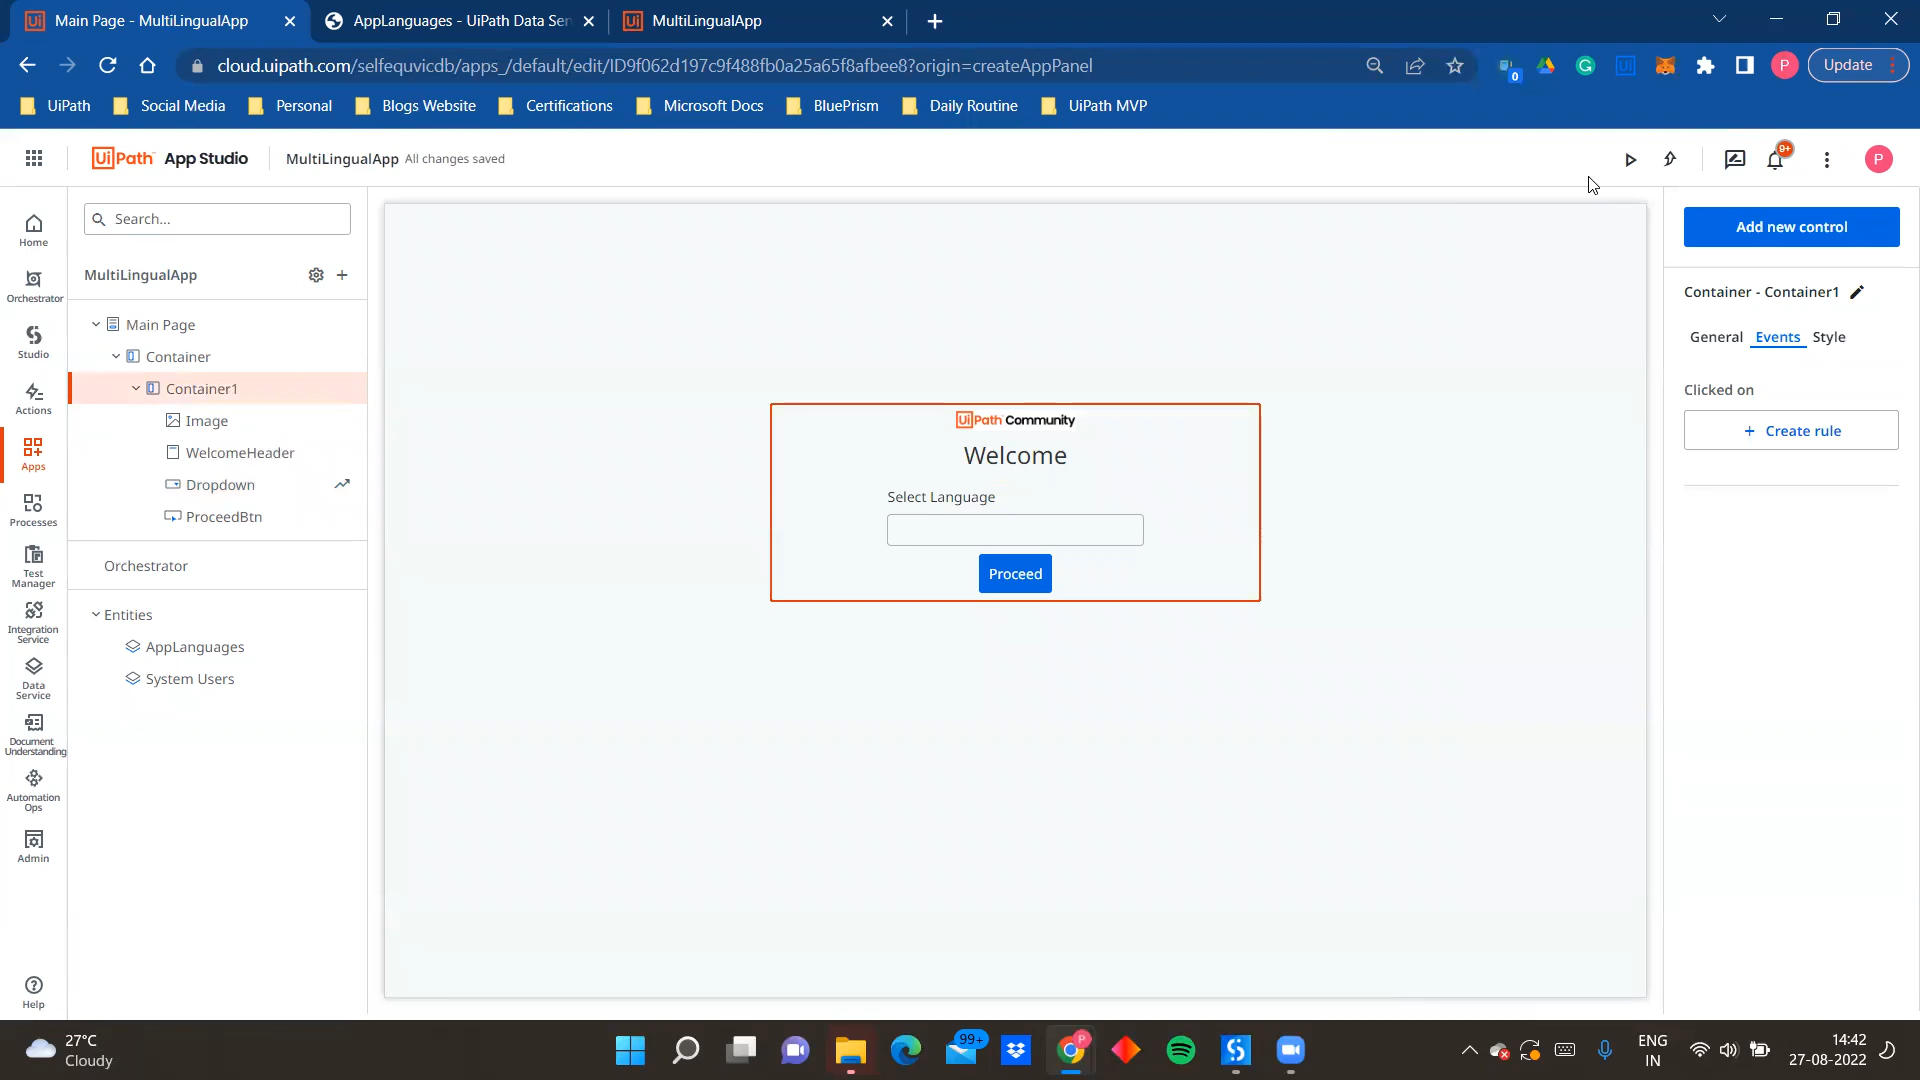 Main Page - MultiLingualApp
AppLanguages - UiPath Data Ser
MultiLingualApp
cloud.uipath.com/selfequvicdb/apps_/default/edit/ID9f062d197c9f488fb0a25a65f8afbee8?origin=createAppPanel
0
P
Update
UiPath
Social Media
Personal
Blogs Website
Certifications
Microsoft Docs
BluePrism
Daily Routine
UiPath MVP
UiPath App Studio
MultiLingualApp All changes saved
9+
P
Home
Orchestrator
Studio
Actions
Apps
Processes
Test
Manager
Integration
Service
Data
Service
Document
Understanding
Automation
Ops
Admin
Help
Search...
MultiLingualApp
Main Page
Container
Container1
Image
WelcomeHeader
Dropdown
ProceedBtn
Orchestrator
Entities
AppLanguages
System Users
UiPath Community
Welcome
Select Language
Proceed
Add new control
Container - Container1
General Events Style
Clicked on
+ Create rule
27°C
Cloudy
99+
P
ENG
IN
14:42
27-08-2022